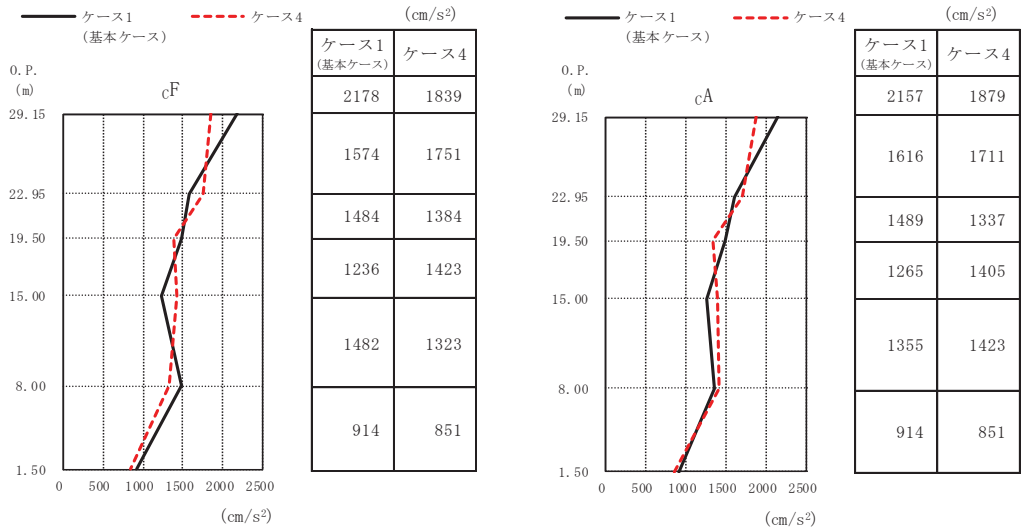 ケース1
(基本ケース)
ケース4
O.P.
(m)
CF
29.15
22.95
19.50
15.00
8.00
1.50
0 500 1000 1500 2000 2500
(cm/s²)
(cm/s²)
ケース1
(基本ケース)
ケース4
2178 1839
1574 1751
1484 1384
1236 1423
1482 1323
914 851
ケース1
(基本ケース)
ケース4
O.P.
(m)
CA
29.15
22.95
19.50
15.00
8.00
1.50
0 500 1000 1500 2000 2500
(cm/s²)
(cm/s²)
ケース1
(基本ケース)
ケース4
2157 1879
1616 1711
1489 1337
1265 1405
1355 1423
914 851